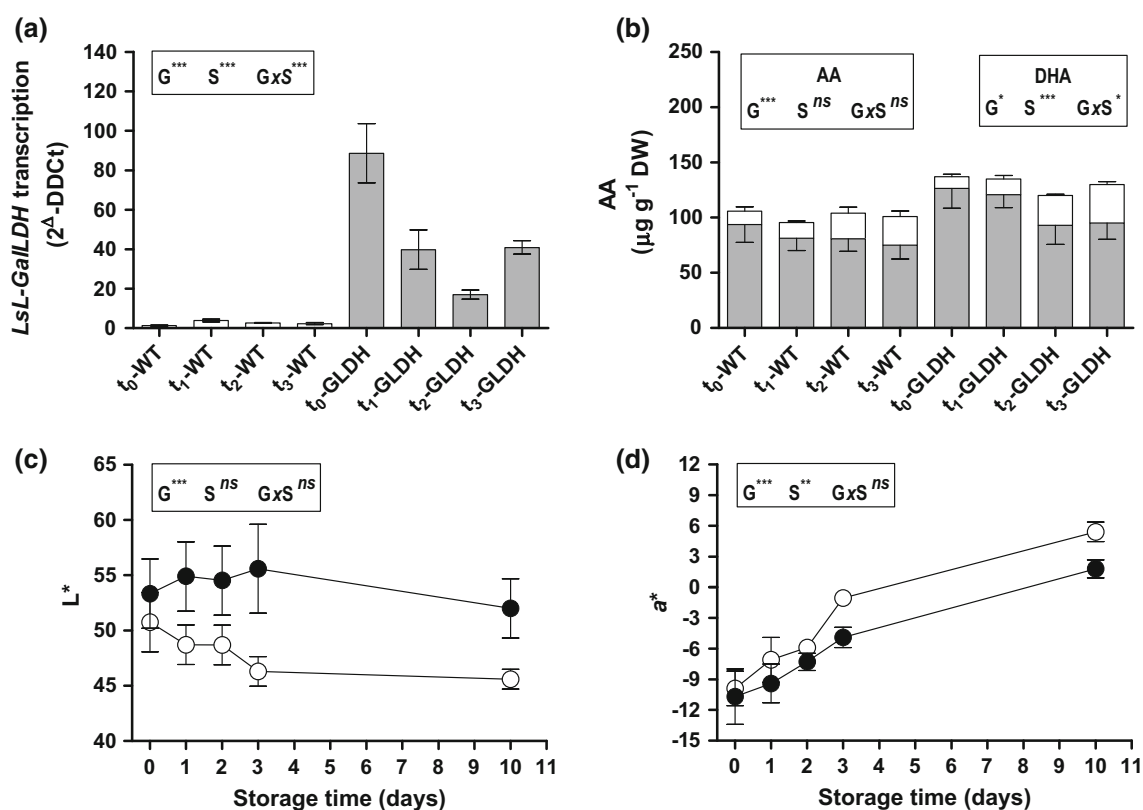 (a)
LsL-GalLDH transcription
(2^Δ-DDCt)
140
120
100
80
60
40
20
0
G*** S*** GxS***
t0-WT
t1-WT
t2-WT
t3-WT
t0-GLDH
t1-GLDH
t2-GLDH
t3-GLDH
(b)
AA
(µg g-1 DW)
250
200
150
100
50
0
AA
G*** S ns GxS ns
DHA
G* S*** GxS*
t0-WT
t1-WT
t2-WT
t3-WT
t0-GLDH
t1-GLDH
t2-GLDH
t3-GLDH
(c)
L*
65
60
55
50
45
40
G*** S ns GxS ns
0 1 2 3 4 5 6 7 8 9 10 11
Storage time (days)
(d)
a*
12
9
6
3
0
-3
-6
-9
-12
-15
G*** S** GxS ns
0 1 2 3 4 5 6 7 8 9 10 11
Storage time (days)